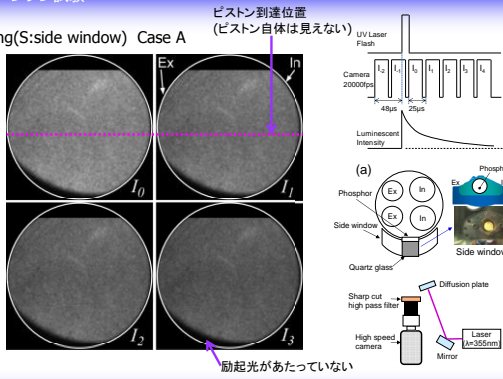 ピストン到達位置
(ピストン自体は見えない)
ng(S:side window) Case A
Ex
In
I0
I1
I2
I3
励起光があたっていない
UV Laser
Flash
Camera
20000fps
I-2
I-1
I0
I1
I2
I3
I4
48μs
25μs
Luminescent
Intensity
(a)
Phosphor
Ex
In
Ex
In
Side window
Quartz glass
Phosph
Ex
Side window
Diffusion plate
Sharp cut
high pass filter
High speed
camera
Laser
(λ=355nm)
Mirror